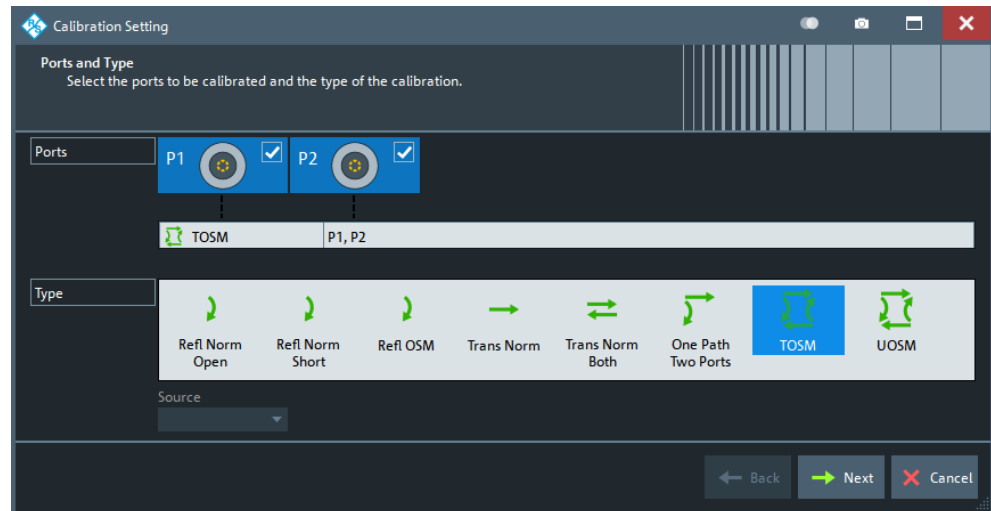 Calibration Setting
Ports and Type
Select the ports to be calibrated and the type of the calibration.
Ports
P1
P2
TOSM
P1, P2
Type
Refl Norm
Open
Refl Norm
Short
Refl OSM
Trans Norm
Trans Norm
Both
One Path
Two Ports
TOSM
UOSM
Source
Back
Next
Cancel